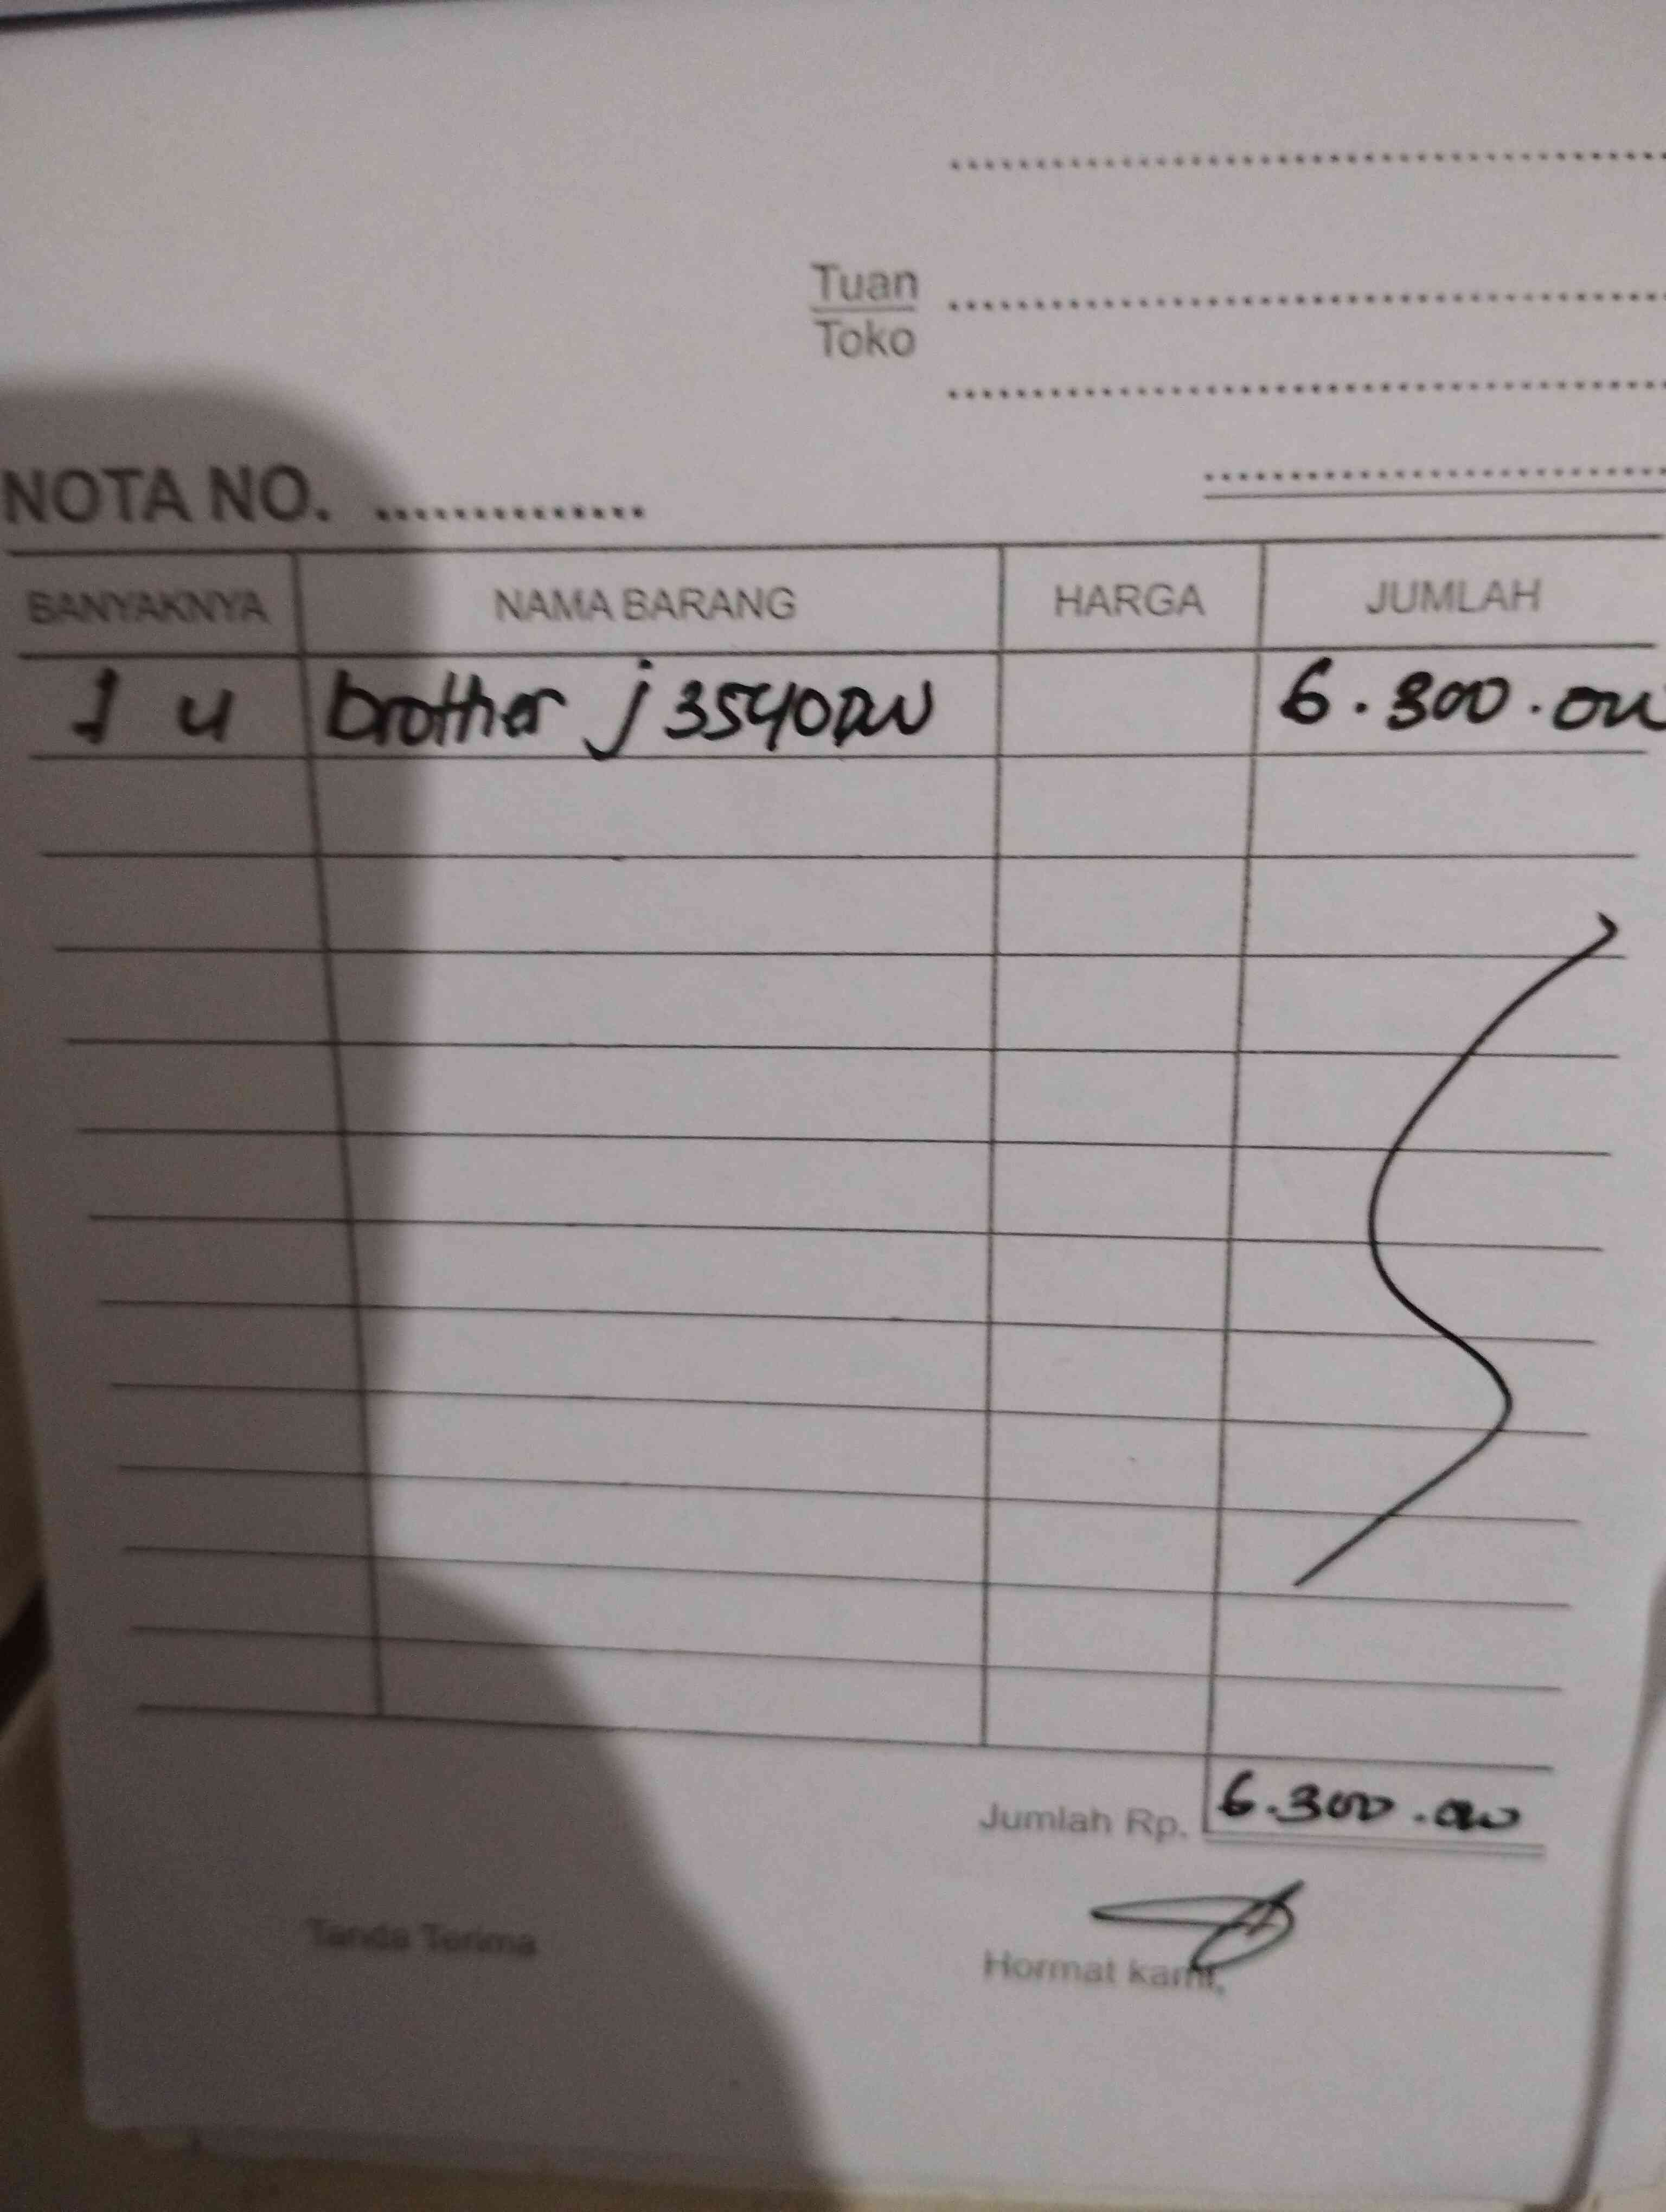 Tuan
Toko
NOTA NO.
BANYAKNYA NAMA BARANG HARGA JUMLAH
1 u brother j3540DW 6.300.000
Jumlah Rp. 6.300.000
Tanda Terima Hormat kami,